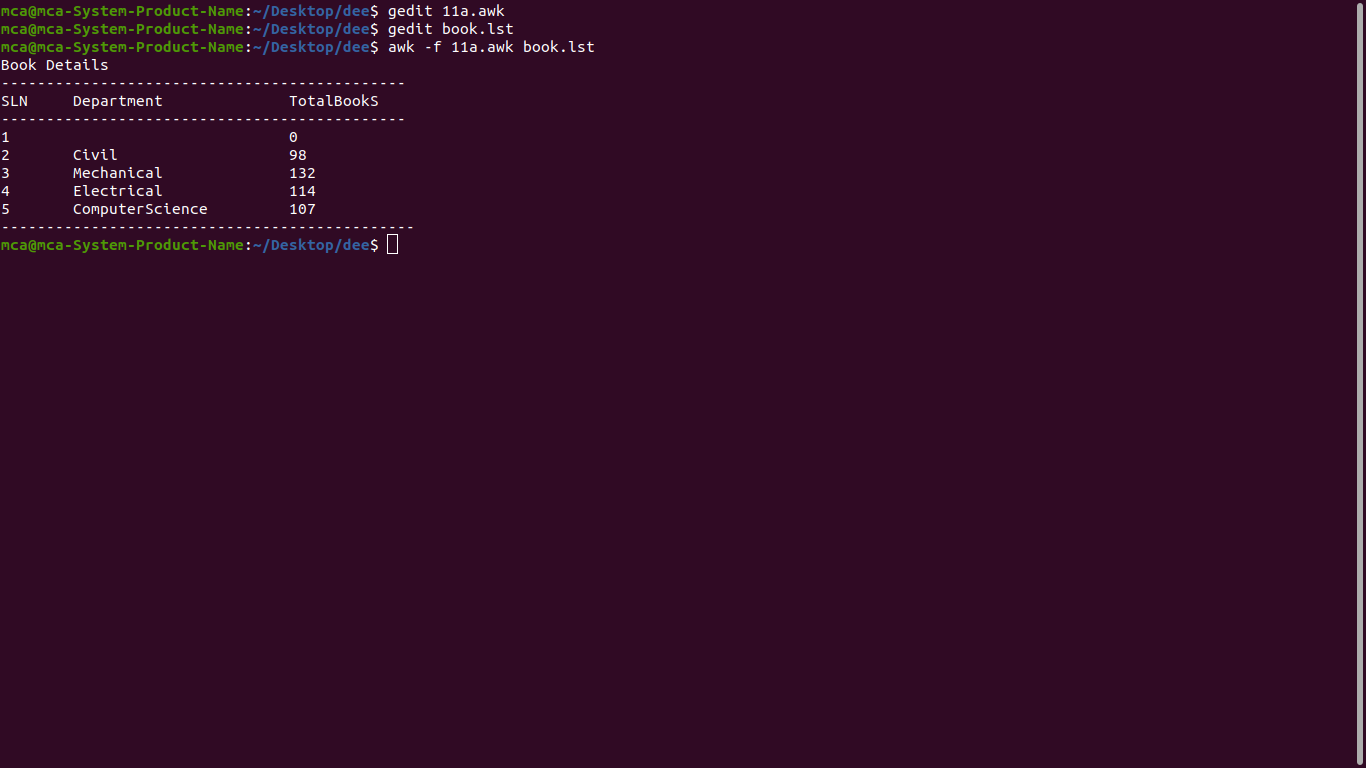 mca@mca-System-Product-Name:~/Desktop/dee$ gedit 11a.awk
mca@mca-System-Product-Name:~/Desktop/dee$ gedit book.lst
mca@mca-System-Product-Name:~/Desktop/dee$ awk -f 11a.awk book.lst
Book Details
---------------------------------------------
SLN     Department              TotalBookS
---------------------------------------------
1                               0
2       Civil                   98
3       Mechanical              132
4       Electrical              114
5       ComputerScience         107
----------------------------------------------
mca@mca-System-Product-Name:~/Desktop/dee$